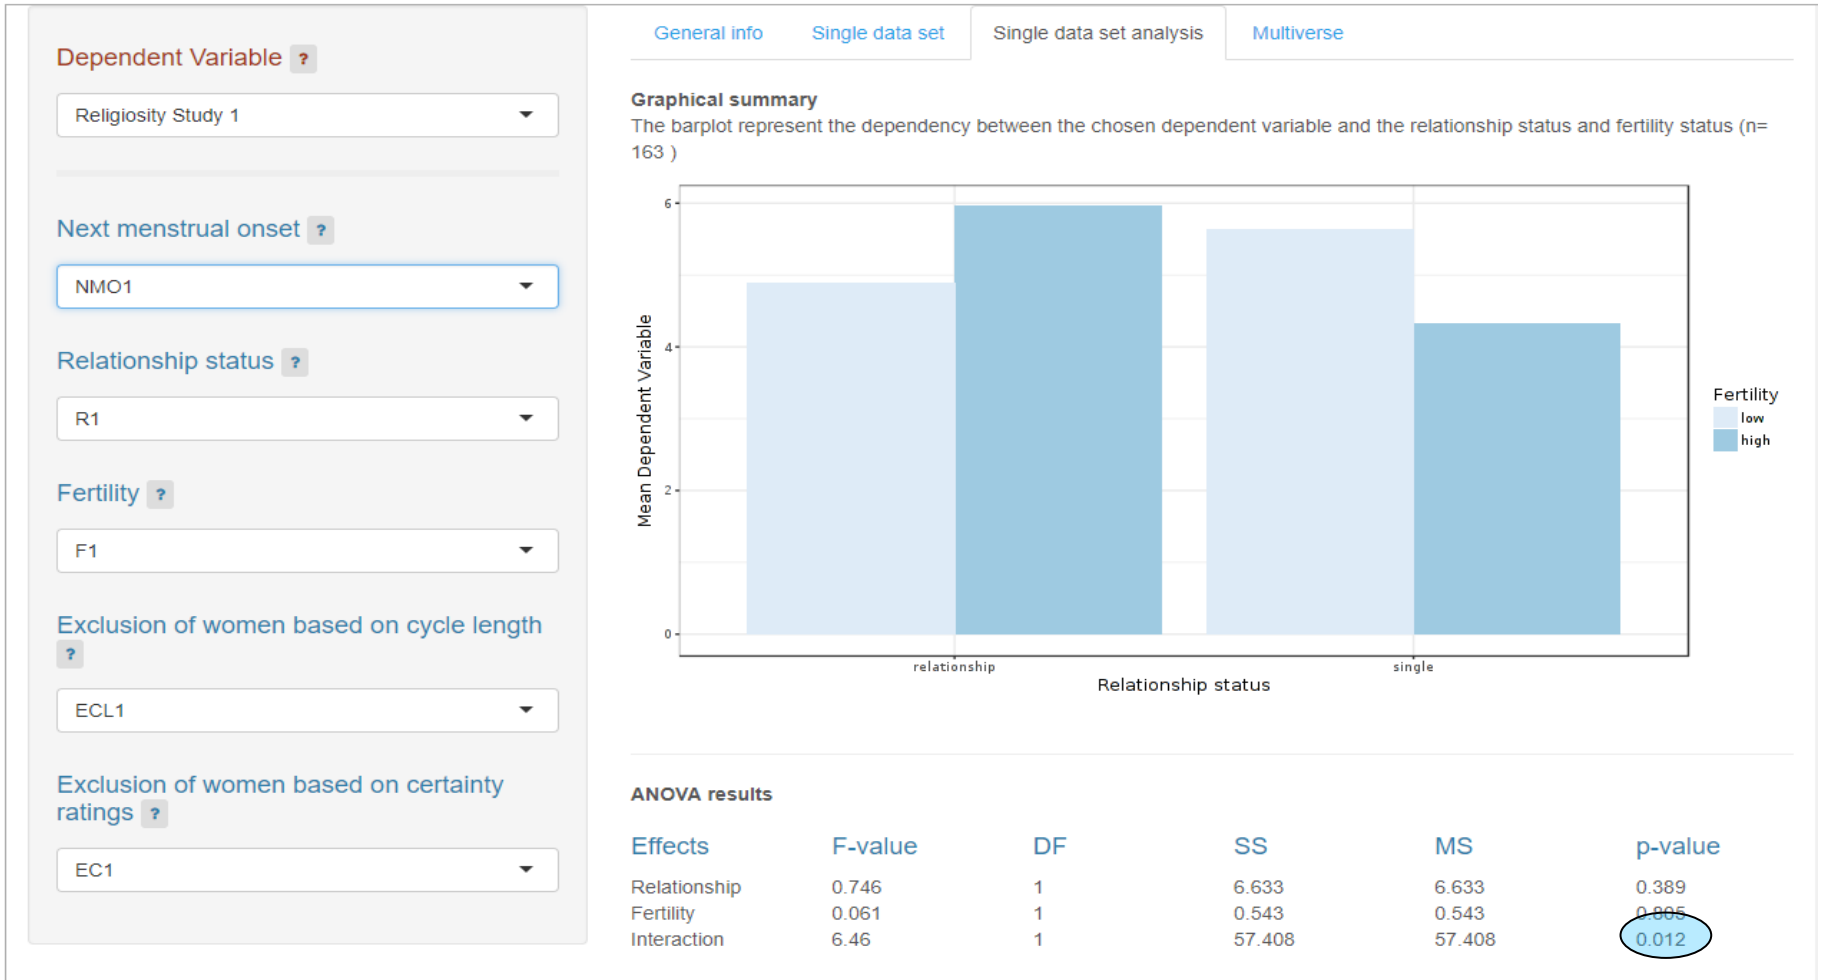 Dependent Variable ?
Religiosity Study 1
Next menstrual onset ?
NMO1
Relationship status ?
R1
Fertility ?
F1
Exclusion of women based on cycle length
?
ECL1
Exclusion of women based on certainty
ratings ?
EC1
General info Single data set Single data set analysis Multiverse
Graphical summary
The barplot represent the dependency between the chosen dependent variable and the relationship status and fertility status (n=
163 )
Mean Dependent Variable
6
4
2
0
relationship single
Relationship status
Fertility
low
high
ANOVA results
Effects F-value DF SS MS p-value
Relationship 0.746 1 6.633 6.633 0.389
Fertility 0.061 1 0.543 0.543 0.805
Interaction 6.46 1 57.408 57.408 0.012